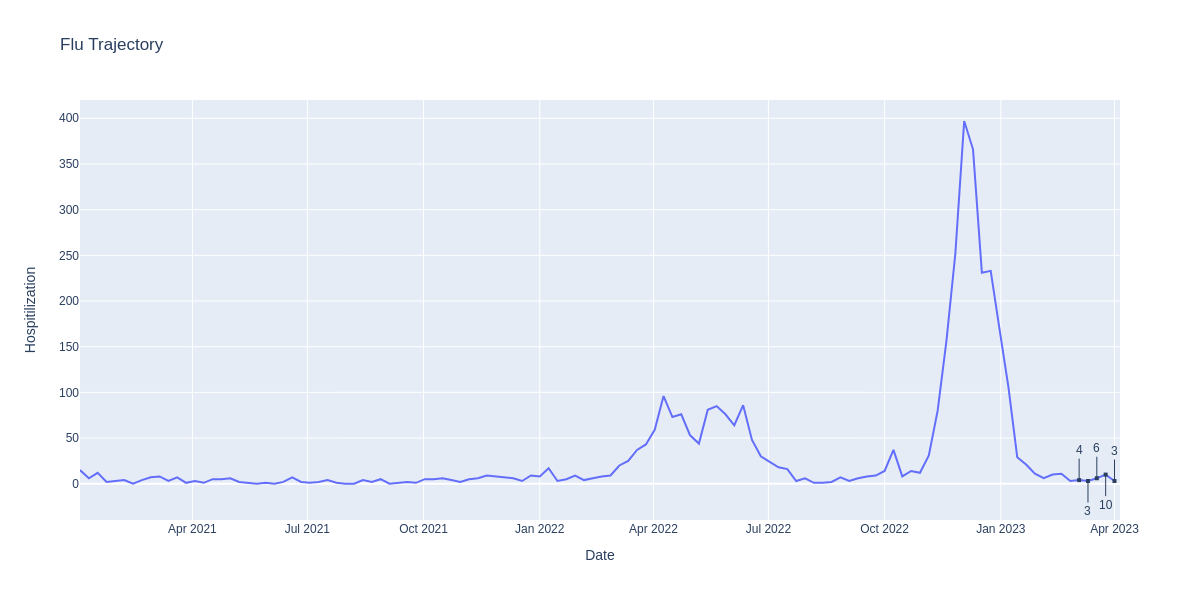 Flu Trajectory
400
350
300
250
200
150
100
50
0
Hospitilization
4
3
6
10
3
Apr 2021
Jul 2021
Oct 2021
Jan 2022
Apr 2022
Jul 2022
Oct 2022
Jan 2023
Apr 2023
Date